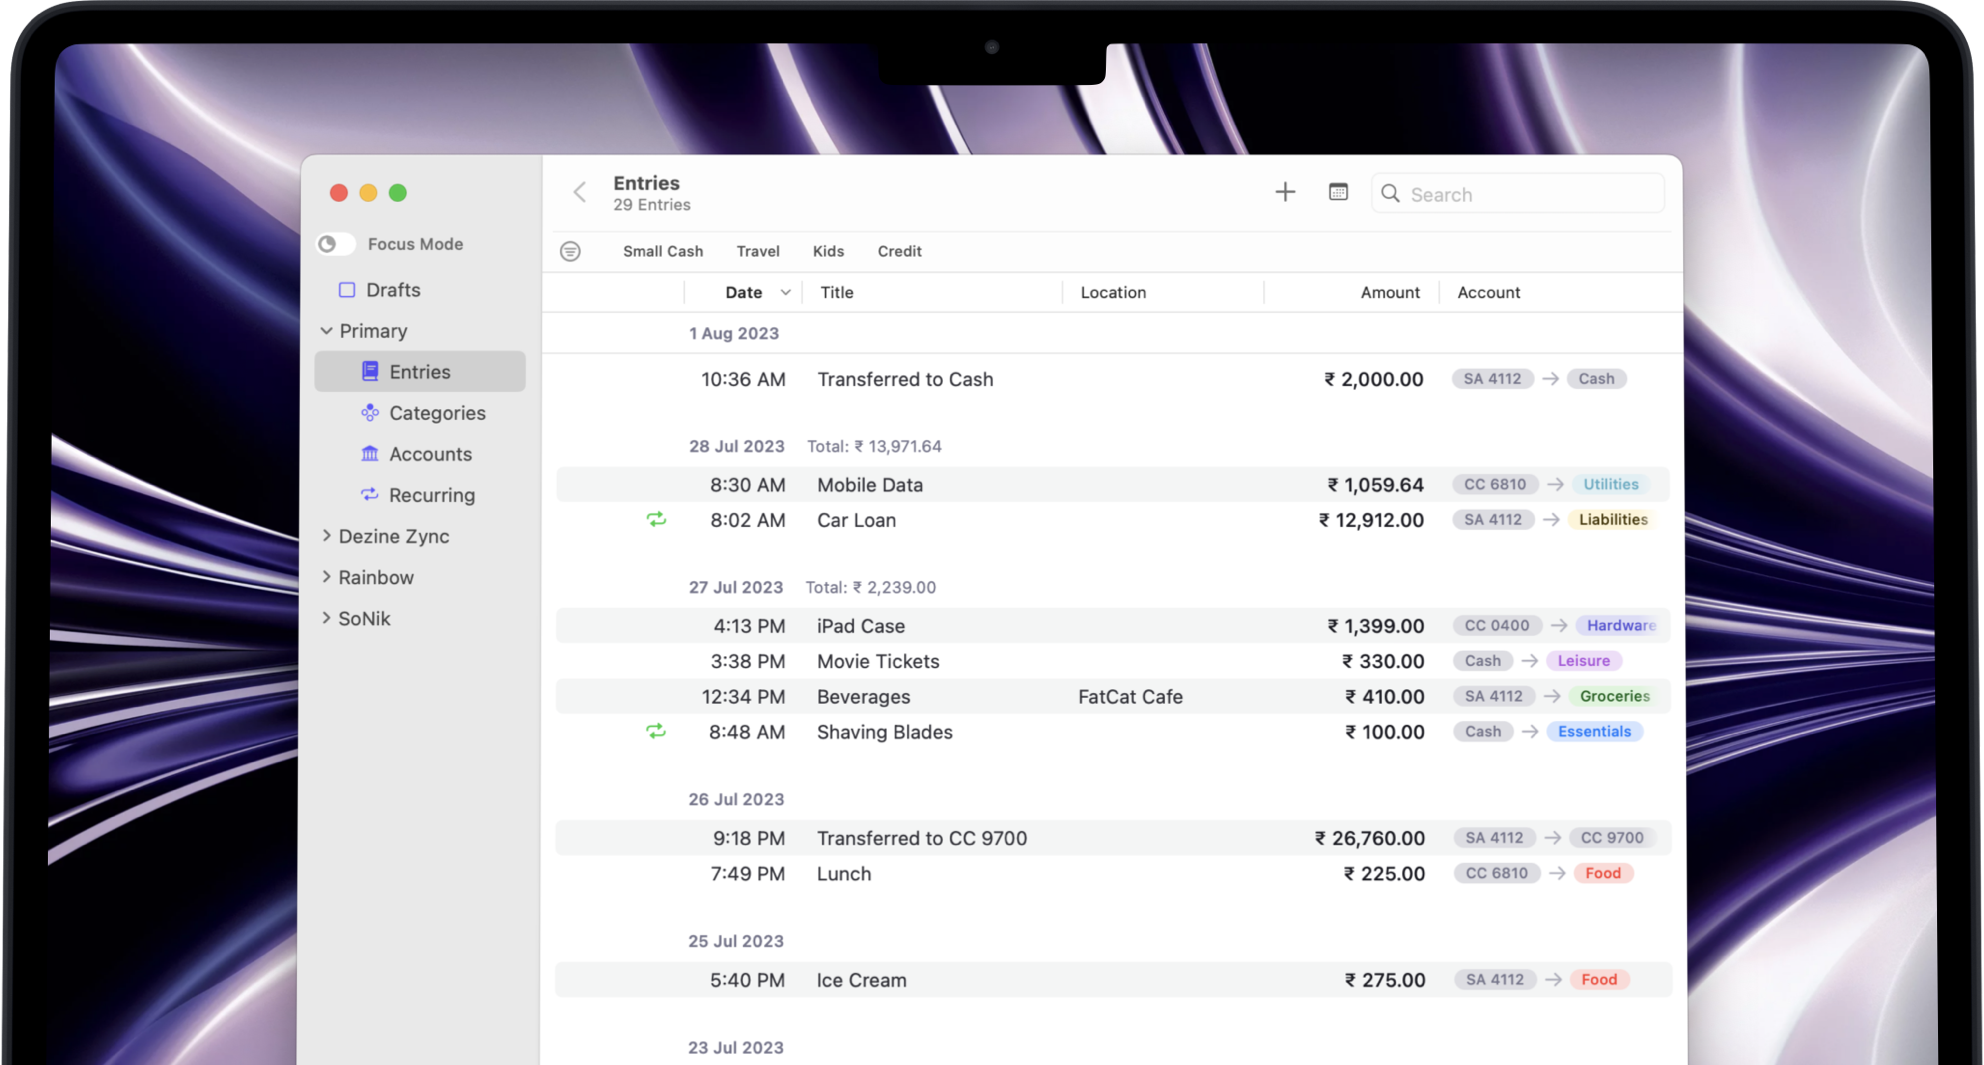 Entries
29 Entries
Search
Focus Mode
Drafts
Primary
Entries
Categories
Accounts
Recurring
Dezine Zync
Rainbow
SoNik
Small Cash Travel Kids Credit
Date Title Location Amount Account
1 Aug 2023
10:36 AM Transferred to Cash ₹ 2,000.00 SA 4112 → Cash
28 Jul 2023 Total: ₹ 13,971.64
8:30 AM Mobile Data ₹ 1,059.64 CC 6810 → Utilities
8:02 AM Car Loan ₹ 12,912.00 SA 4112 → Liabilities
27 Jul 2023 Total: ₹ 2,239.00
4:13 PM iPad Case ₹ 1,399.00 CC 0400 → Hardware
3:38 PM Movie Tickets ₹ 330.00 Cash → Leisure
12:34 PM Beverages FatCat Cafe ₹ 410.00 SA 4112 → Groceries
8:48 AM Shaving Blades ₹ 100.00 Cash → Essentials
26 Jul 2023
9:18 PM Transferred to CC 9700 ₹ 26,760.00 SA 4112 → CC 9700
7:49 PM Lunch ₹ 225.00 CC 6810 → Food
25 Jul 2023
5:40 PM Ice Cream ₹ 275.00 SA 4112 → Food
23 Jul 2023